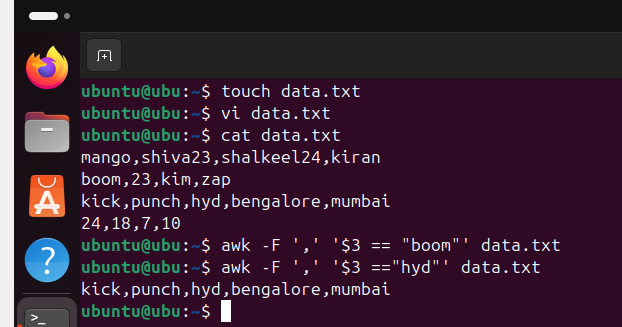 ubuntu@ubu:~$ touch data.txt
ubuntu@ubu:~$ vi data.txt
ubuntu@ubu:~$ cat data.txt
mango,shiva23,shalkeel24,kiran
boom,23,kim,zap
kick,punch,hyd,bengalore,mumbai
24,18,7,10
ubuntu@ubu:~$ awk -F ',' '$3 == "boom"' data.txt
ubuntu@ubu:~$ awk -F ',' '$3 =="hyd"' data.txt
kick,punch,hyd,bengalore,mumbai
ubuntu@ubu:~$